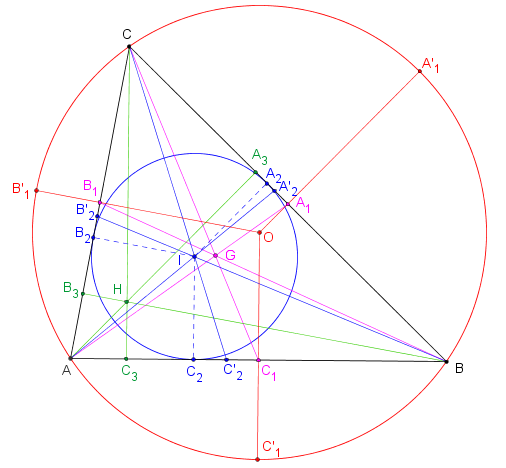 C
A'₁
A₃
A₂
A'₂
B'₁
B₁
A₁
B'₂
B₂
O
I
G
B₃
H
A
C₃
C₂
C'₂
C₁
B
C'₁